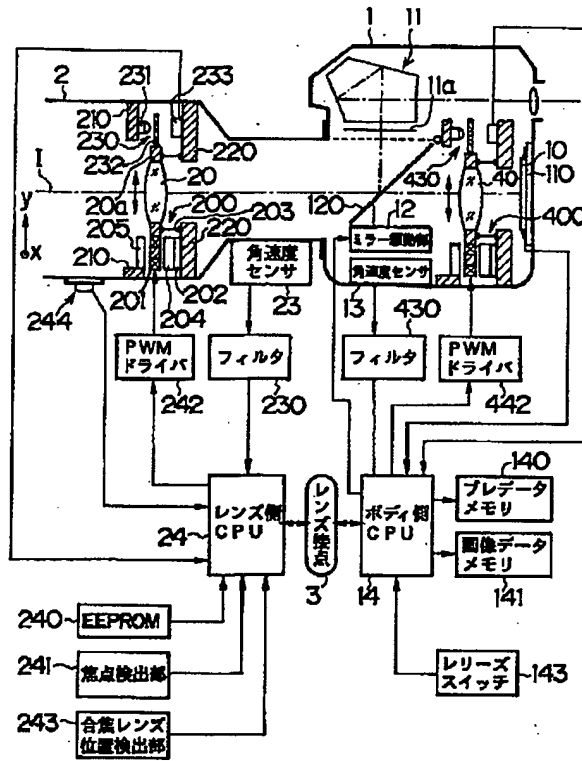 1
11
2
231
233
11a
210
230
232
220
430
40
10
110
I
20
12
20a
200
203
120
400
y
205
220
ミラー駆動部
x
210
角速度
センサ
角速度センサ
201
204
202
23
13
430
244
PWM
ドライバ
フィルタ
フィルタ
PWM
ドライバ
242
230
442
140
レンズ側
CPU
レンズ接点
ボディ側
CPU
ブレデータ
メモリ
24
3
14
画像データ
メモリ
141
240
EEPROM
241
焦点検出部
レリーズ
スイッチ
143
243
合焦レンズ
位置検出部